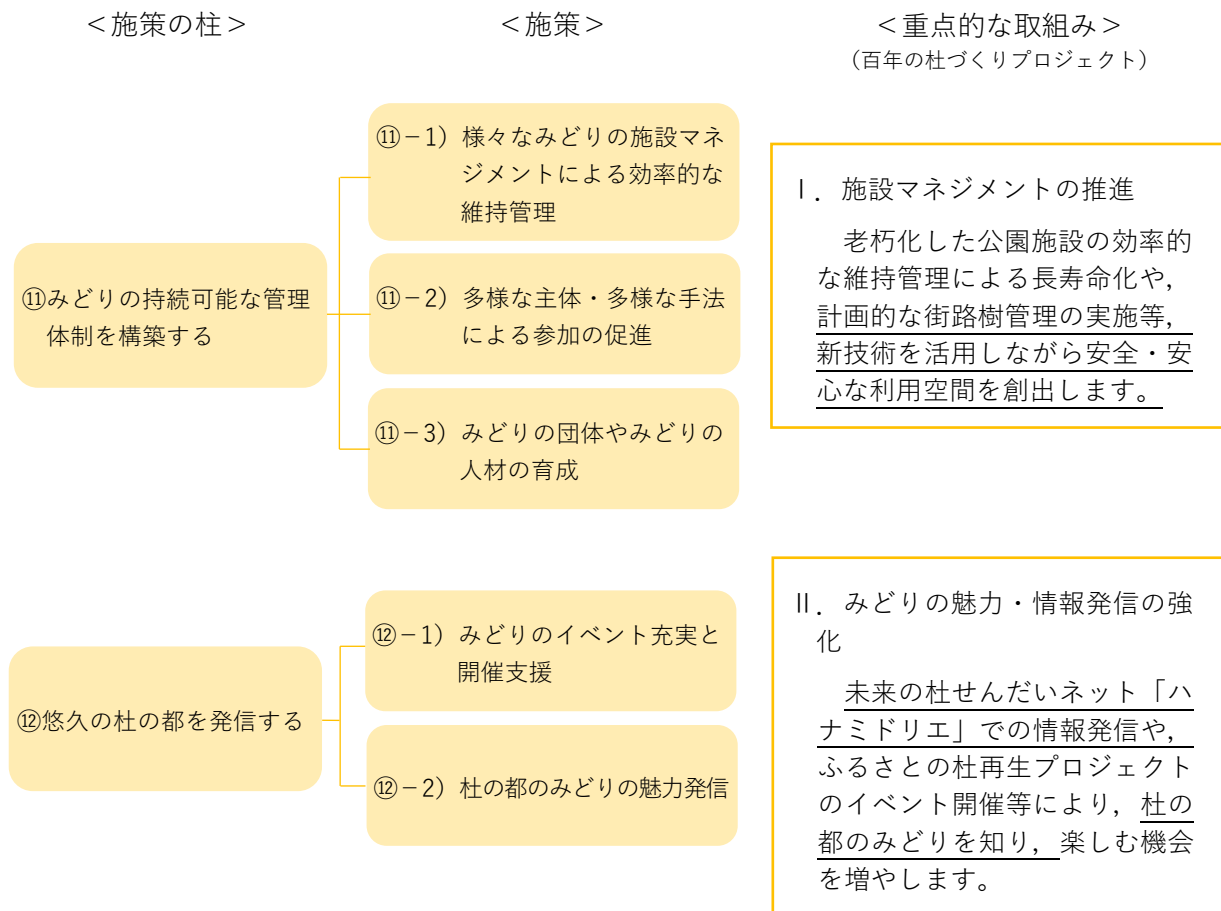 ＜施策の柱＞
＜施策＞
＜重点的な取組み＞
（百年の杜づくりプロジェクト）
⑪みどりの持続可能な管理
体制を構築する
⑪－1）様々なみどりの施設マネ
ジメントによる効率的な
維持管理
⑪－2）多様な主体・多様な手法
による参加の促進
⑪－3）みどりの団体やみどりの
人材の育成
Ⅰ．施設マネジメントの推進
老朽化した公園施設の効率的
な維持管理による長寿命化や，
計画的な街路樹管理の実施等，
新技術を活用しながら安全・安
心な利用空間を創出します。
⑫悠久の杜の都を発信する
⑫－1）みどりのイベント充実と
開催支援
⑫－2）杜の都のみどりの魅力発信
Ⅱ．みどりの魅力・情報発信の強
化
未来の杜せんだいネット「ハ
ナミドリエ」での情報発信や，
ふるさとの杜再生プロジェクト
のイベント開催等により，杜の
都のみどりを知り，楽しむ機会
を増やします。